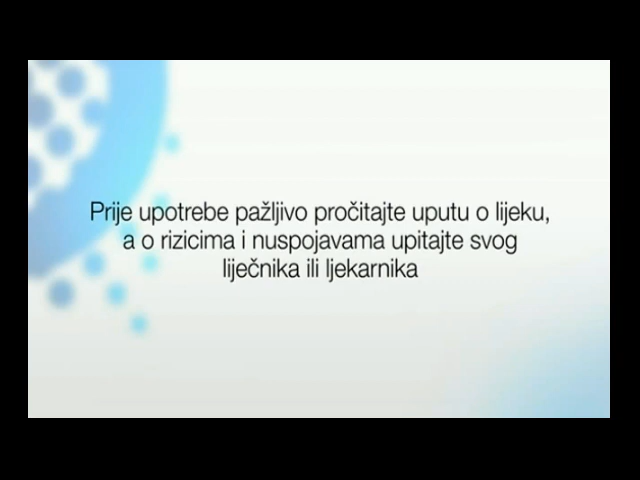 Prije upotrebe pažljivo pročitajte uputu o lijeku,
a o rizicima i nuspojavama upitajte svog
liječnika ili ljekarnika